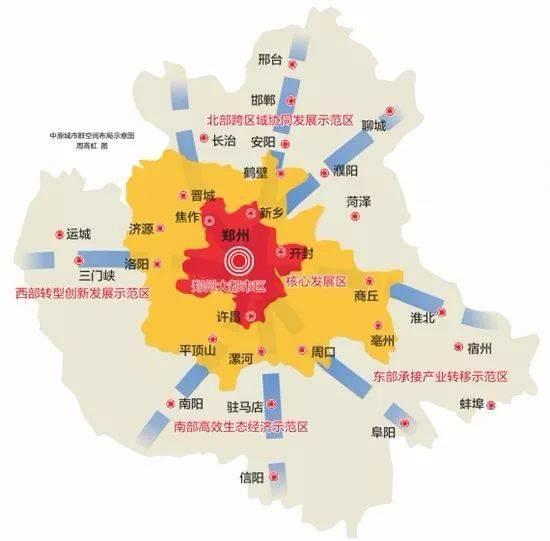 邢台
邯郸
北部跨区域协同发展示范区
聊城
中原城市群空间布局示意图
周高虹 图
长治
安阳
鹤壁
濮阳
菏泽
晋城
焦作
新乡
济源
郑州
开封
运城
三门峡
洛阳
郑州大都市区
核心发展区
西部转型创新发展示范区
商丘
许昌
淮北
亳州
平顶山
漯河
周口
宿州
东部承接产业转移示范区
南阳
驻马店
蚌埠
南部高效生态经济示范区
阜阳
信阳